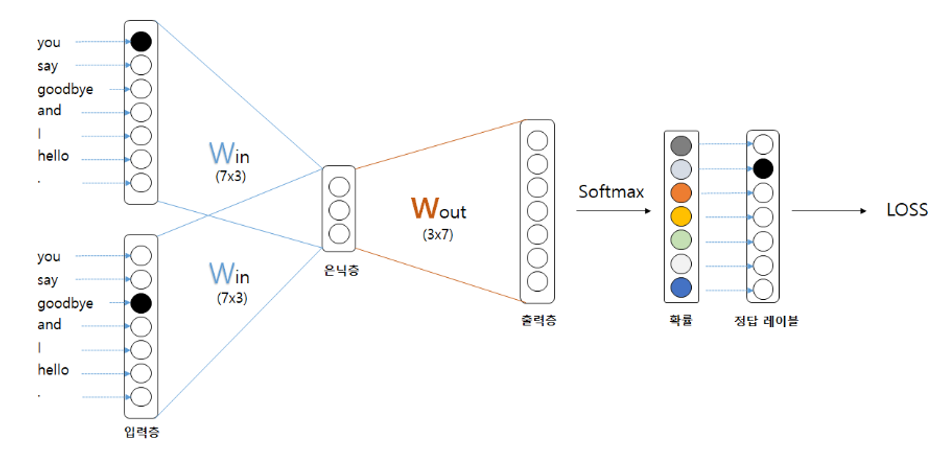 you
say
goodbye
and
I
hello
.
Win
(7x3)
you
say
goodbye
and
I
hello
.
입력층
Win
(7x3)
은닉층
Wout
(3x7)
출력층
Softmax
확률
정답 레이블
LOSS